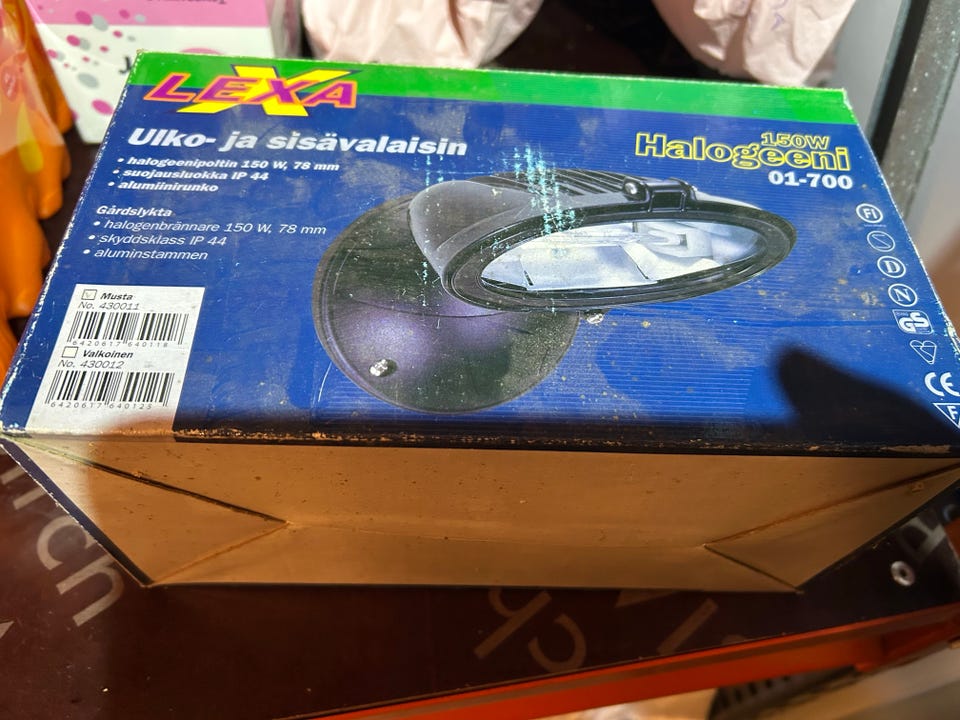 LEXA
Ulko- ja sisävalaisin
• halogeenipoltin 150 W, 78 mm
• suojausluokka IP 44
• alumiinirunko
Gårdslykta
• halogenbrännare 150 W, 78 mm
• skyddsklass IP 44
• aluminstammen
150W
Halogeeni
01-700
FI
D
N
CE
F
Musta
No. 430011
6420617 640118
Valkoinen
No. 430012
6420617 640125